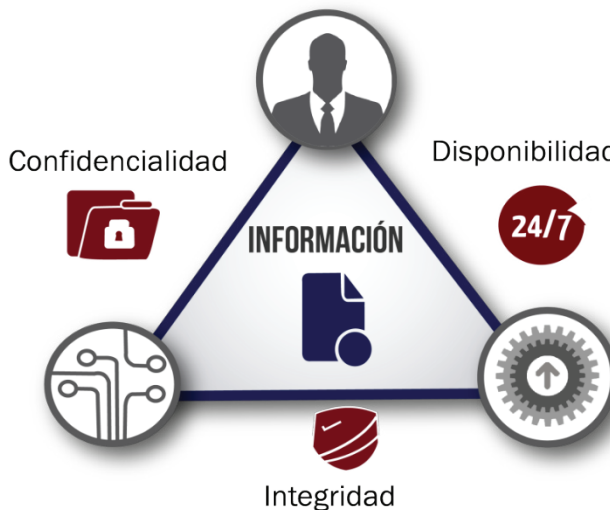 Confidencialidad
Disponibilidad
24/7
INFORMACIÓN
Integridad